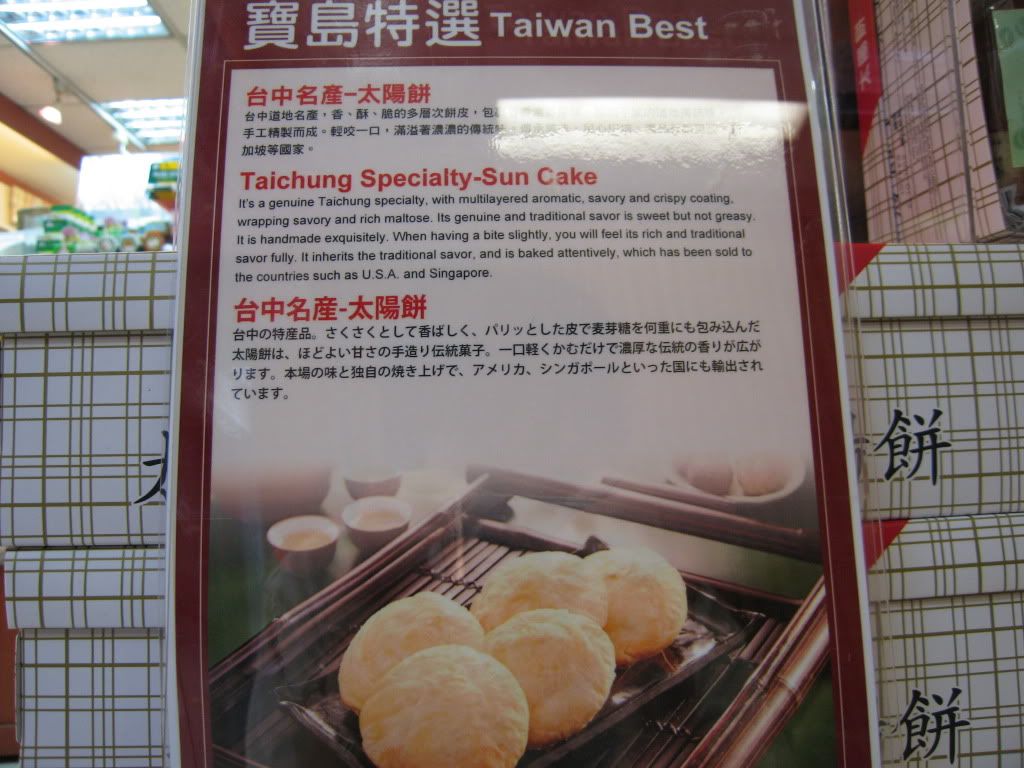 寶島特選 Taiwan Best
台中名產–太陽餅
台中道地名產，香、酥、脆的多層次餅皮，包
手工精製而成。輕咬一口，滿溢著濃濃的傳統
加坡等國家。
Taichung Specialty-Sun Cake
It's a genuine Taichung specialty, with multilayered aromatic, savory and crispy coating,
wrapping savory and rich maltose. Its genuine and traditional savor is sweet but not greasy.
It is handmade exquisitely. When having a bite slightly, you will feel its rich and traditional
savor fully. It inherits the traditional savor, and is baked attentively, which has been sold to
the countries such as U.S.A. and Singapore.
台中名産-太陽餅
台中の特産品。さくさくとして香ばしく、パリッとした皮で麦芽糖を何重にも包み込んだ
太陽餅は、ほどよい甘さの手造り伝統菓子。一口軽くかむだけで濃厚な伝統の香りが広が
ります。本場の味と独自の焼き上げで、アメリカ、シンガポールといった国にも輸出され
ています。
餅
餅